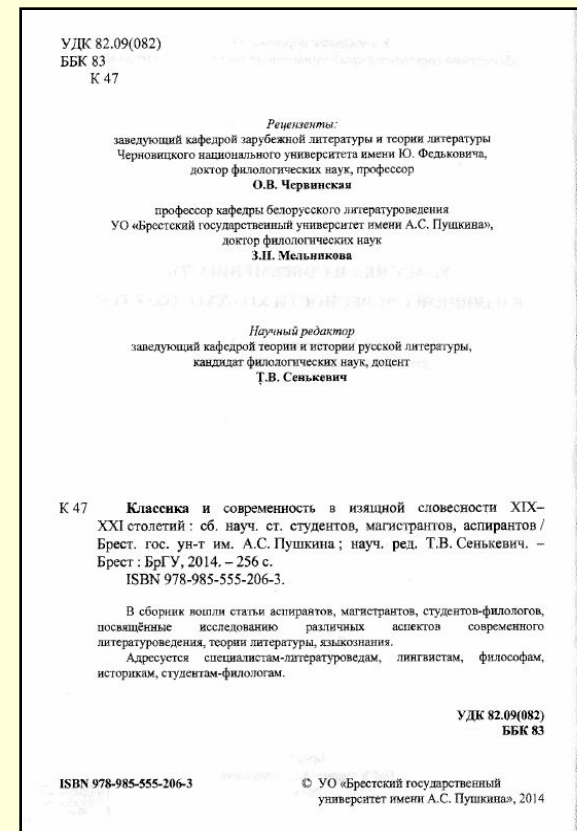 УДК 82.09(082)
ББК 83
К 47
Рецензенты:
заведующий кафедрой зарубежной литературы и теории литературы
Черновицкого национального университета имени Ю. Федьковича,
доктор филологических наук, профессор
О.В. Червинская
профессор кафедры белорусского литературоведения
УО «Брестский государственный университет имени А.С. Пушкина»,
доктор филологических наук
З.П. Мельникова
Научный редактор
заведующий кафедрой теории и истории русской литературы,
кандидат филологических наук, доцент
Т.В. Сенькевич
К 47 Классика и современность в изящной словесности XIX–
XXI столетий : сб. науч. ст. студентов, магистрантов, аспирантов /
Брест. гос. ун-т им. А.С. Пушкина ; науч. ред. Т.В. Сенькевич. –
Брест : БрГУ, 2014. – 256 с.
ISBN 978-985-555-206-3.
В сборник вошли статьи аспирантов, магистрантов, студентов-филологов,
посвящённые исследованию различных аспектов современного
литературоведения, теории литературы, языкознания.
Адресуется специалистам-литературоведам, лингвистам, философам,
историкам, студентам-филологам.
УДК 82.09(082)
ББК 83
ISBN 978-985-555-206-3 © УО «Брестский государственный
университет имени А.С. Пушкина», 2014